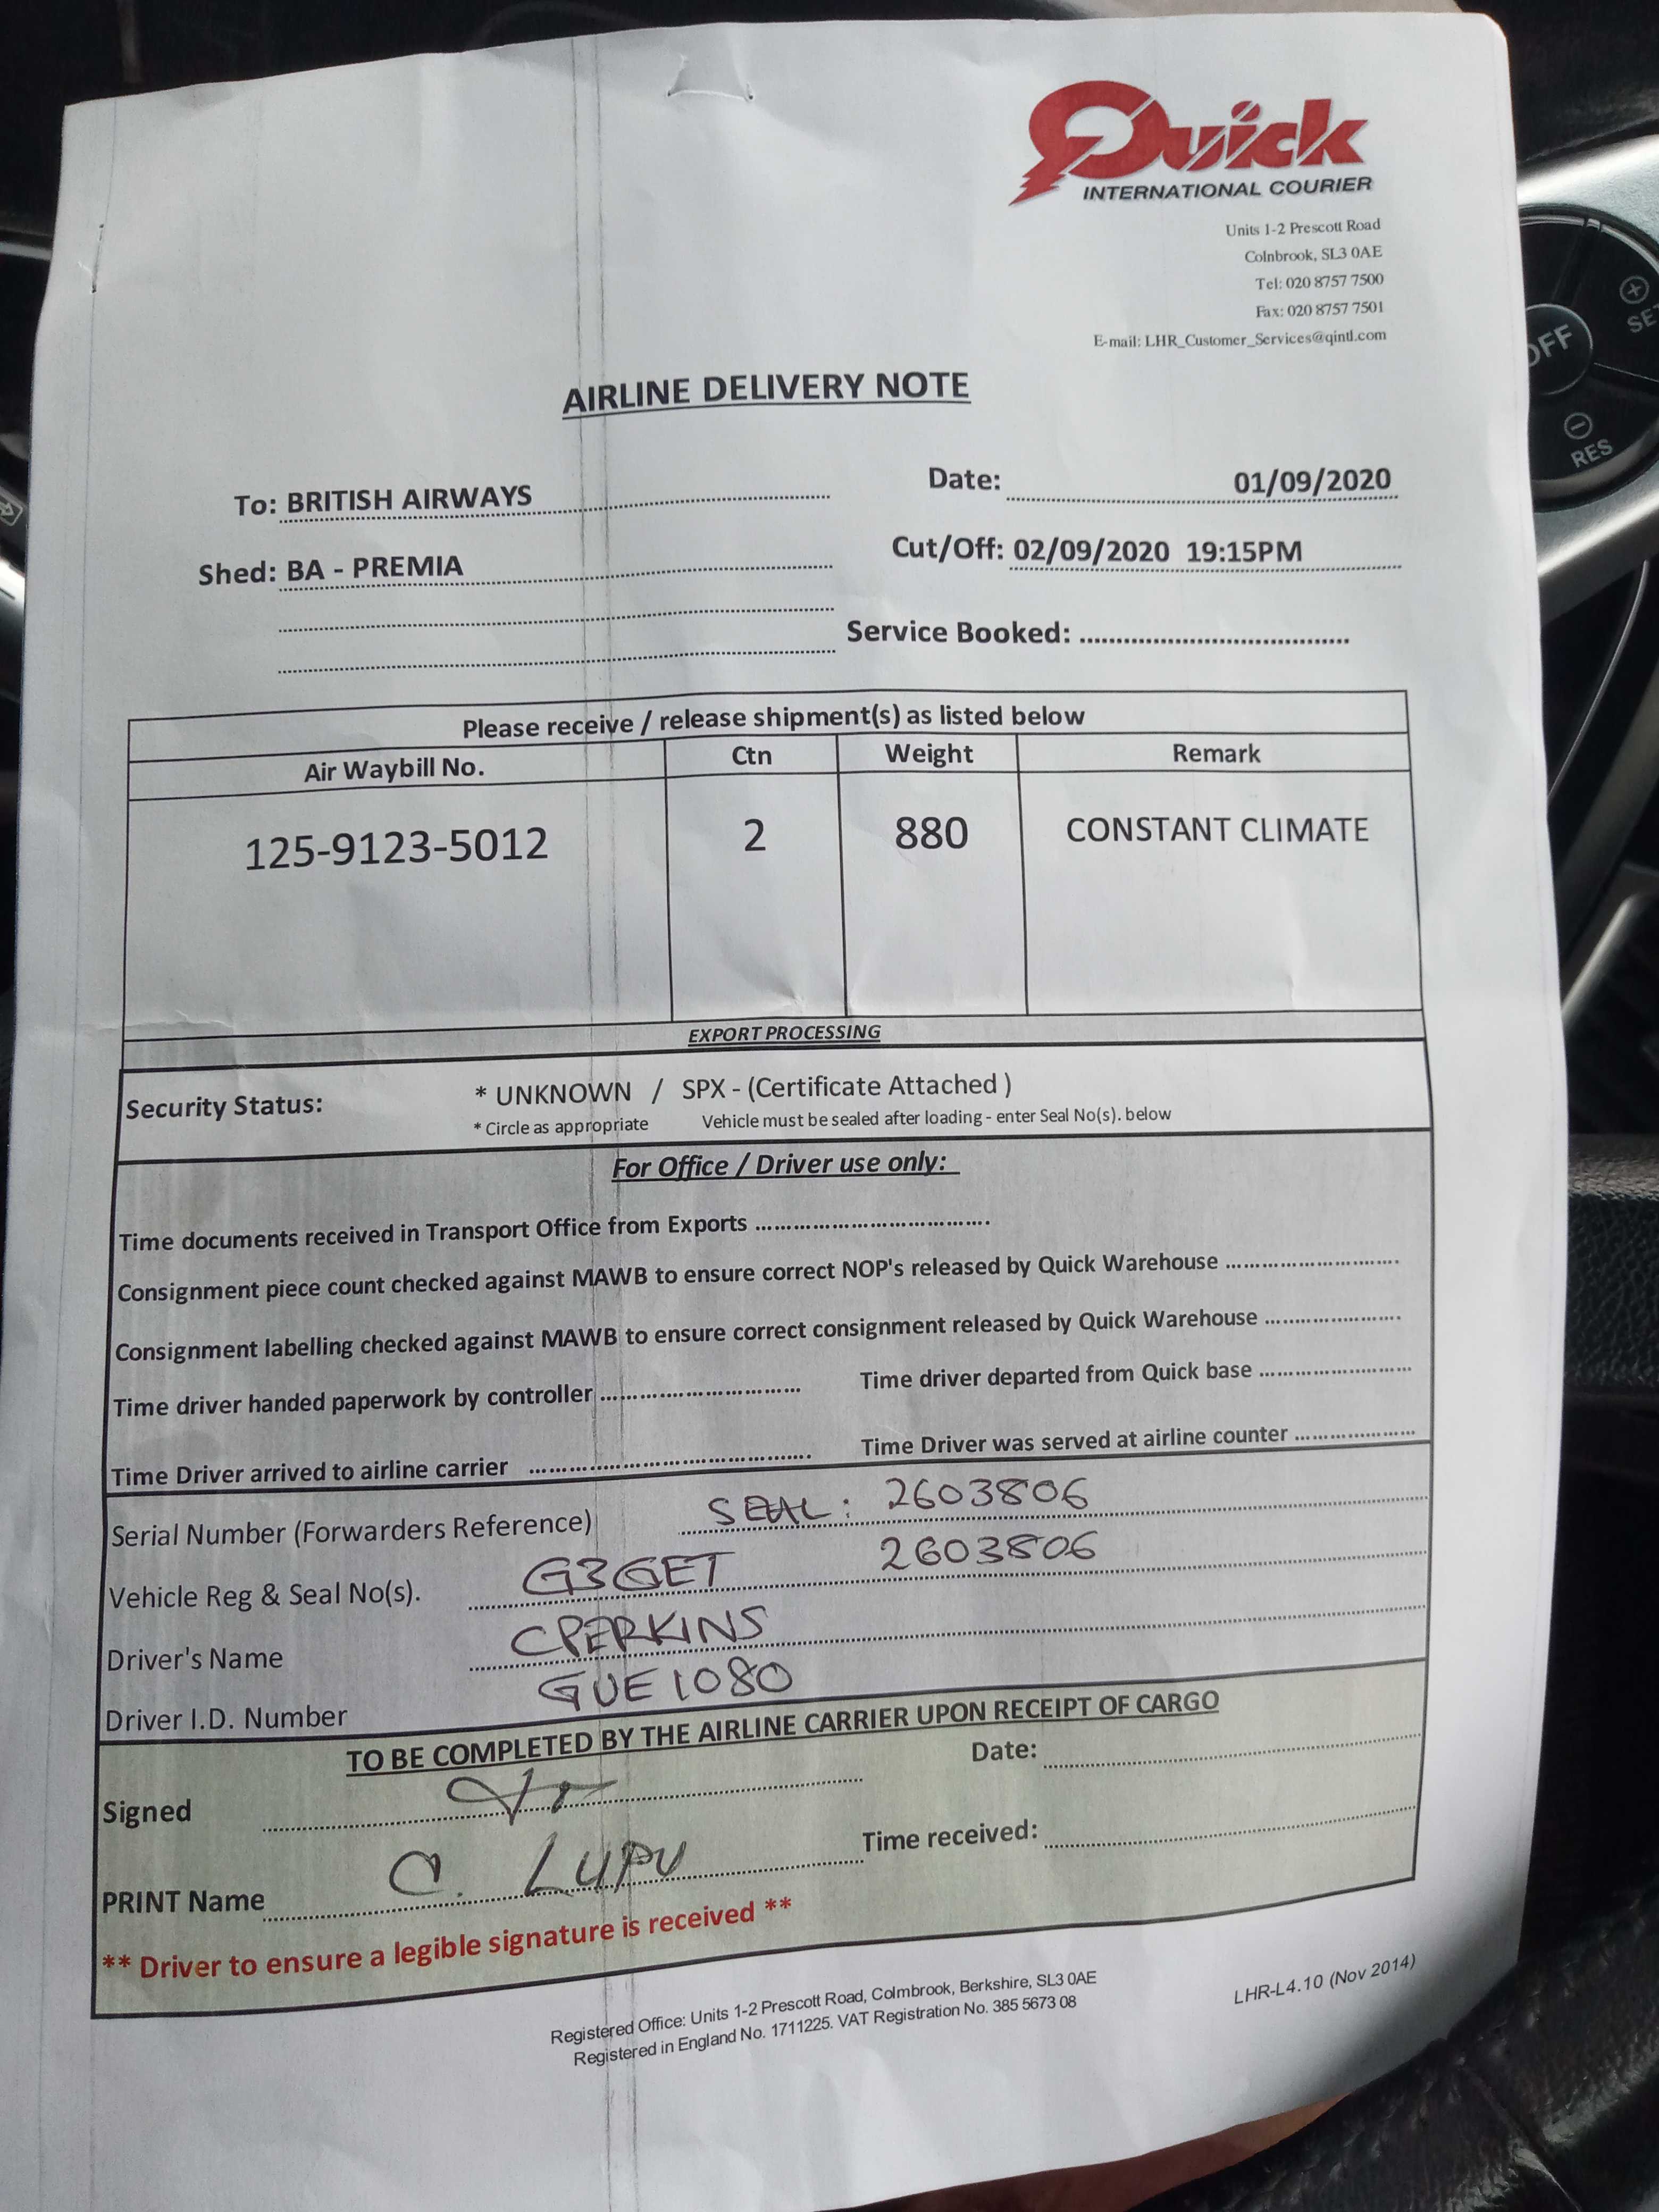 Quick
INTERNATIONAL COURIER
Units 1-2 Prescott Road
Colnbrook, SL3 0AE
Tel: 020 8757 7500
Fax: 020 8757 7501
E-mail: LHR_Customer_Services@qintl.com
AIRLINE DELIVERY NOTE
To: BRITISH AIRWAYS Date: 01/09/2020
Shed: BA - PREMIA Cut/Off: 02/09/2020 19:15PM
Service Booked:
Please receive / release shipment(s) as listed below
Air Waybill No. Ctn Weight Remark
125-9123-5012 2 880 CONSTANT CLIMATE
EXPORT PROCESSING
Security Status: * UNKNOWN / SPX - (Certificate Attached )
* Circle as appropriate Vehicle must be sealed after loading - enter Seal No(s). below
For Office / Driver use only:
Time documents received in Transport Office from Exports
Consignment piece count checked against MAWB to ensure correct NOP's released by Quick Warehouse
Consignment labelling checked against MAWB to ensure correct consignment released by Quick Warehouse
Time driver handed paperwork by controller Time driver departed from Quick base
Time Driver arrived to airline carrier Time Driver was served at airline counter
Serial Number (Forwarders Reference) SEAL: 2603806
Vehicle Reg & Seal No(s). G3GET 2603806
Driver's Name CPERKINS
Driver I.D. Number GUE1080
TO BE COMPLETED BY THE AIRLINE CARRIER UPON RECEIPT OF CARGO
Signed Date:
PRINT Name C. LUPU Time received:
** Driver to ensure a legible signature is received **
Registered Office: Units 1-2 Prescott Road, Colmbrook, Berkshire, SL3 0AE
Registered in England No. 1711225. VAT Registration No. 385 5673 08
LHR-L4.10 (Nov 2014)
OFF
SE
RES